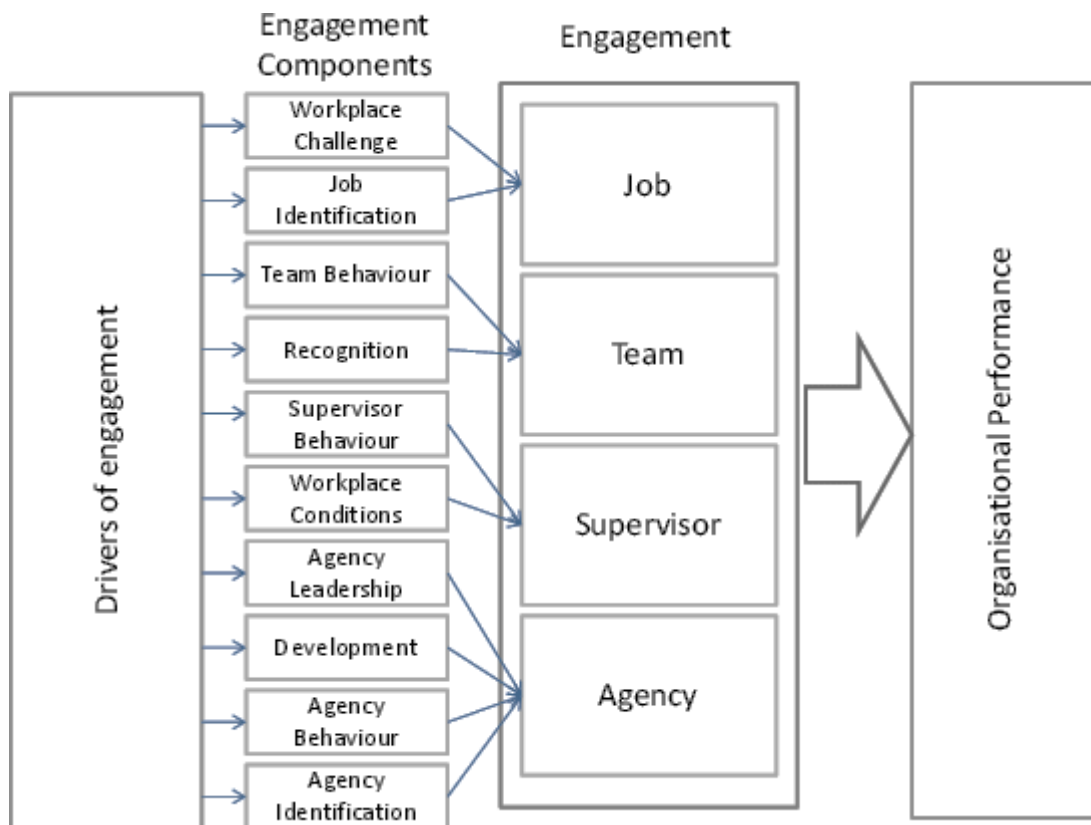 Engagement
Components
Engagement
Drivers of engagement
Workplace
Challenge
Job
Identification
Team Behaviour
Recognition
Supervisor
Behaviour
Workplace
Conditions
Agency
Leadership
Development
Agency
Behaviour
Agency
Identification
Job
Team
Supervisor
Agency
Organisational Performance